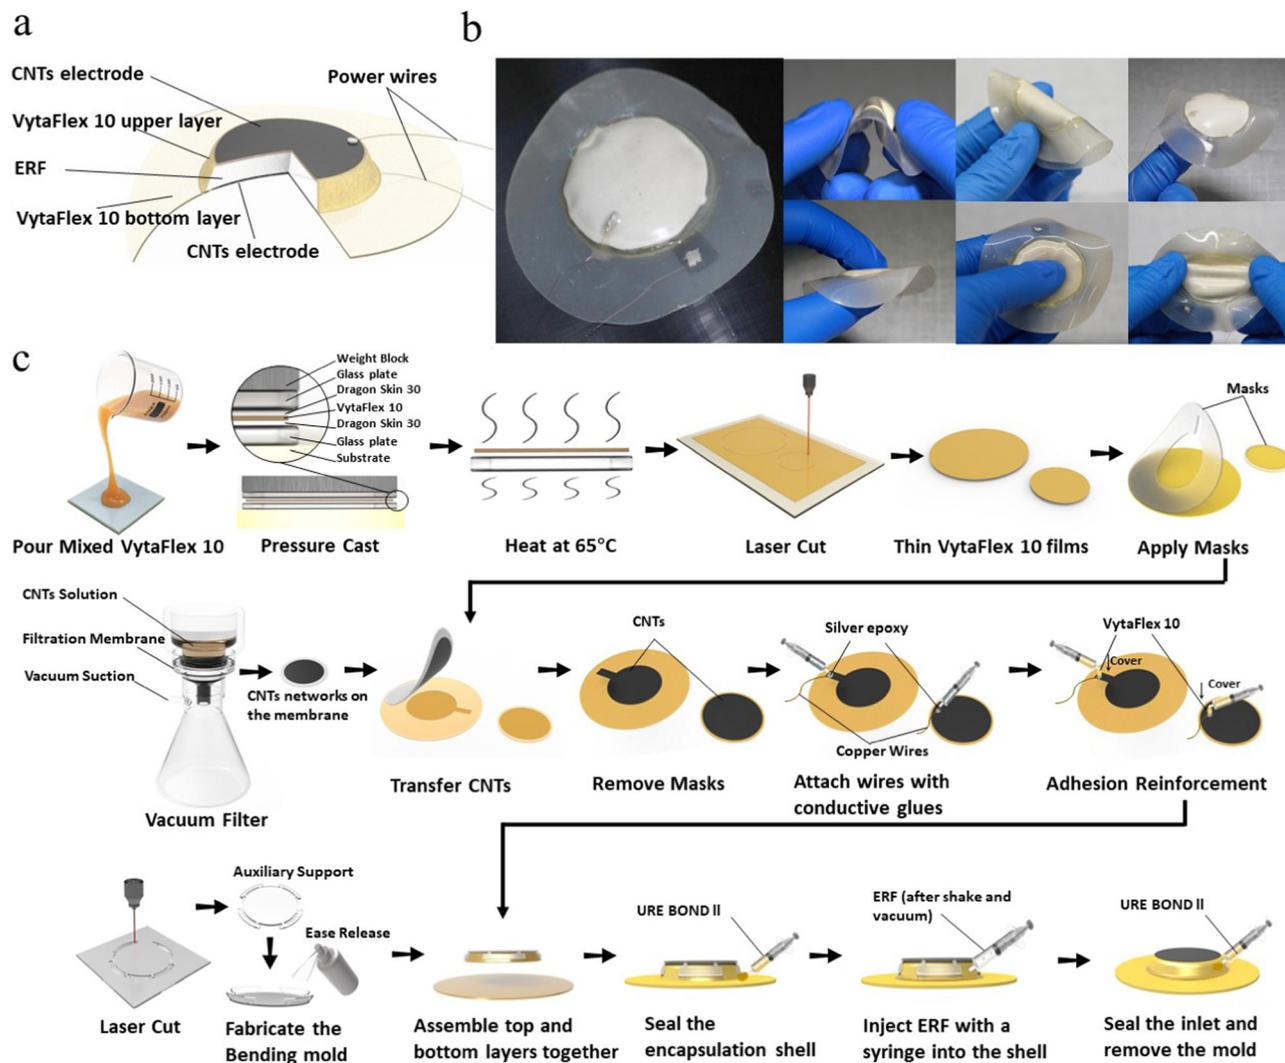 a
CNTs electrode
Power wires
VytaFlex 10 upper layer
ERF
VytaFlex 10 bottom layer
CNTs electrode
b
c
Weight Block
Glass plate
Dragon Skin 30
VytaFlex 10
Dragon Skin 30
Glass plate
Substrate
Masks
Pour Mixed VytaFlex 10
Pressure Cast
Heat at 65°C
Laser Cut
Thin VytaFlex 10 films
Apply Masks
CNTs Solution
Filtration Membrane
Vacuum Suction
CNTs networks on
the membrane
Vacuum Filter
Transfer CNTs
CNTs
Remove Masks
Silver epoxy
Copper Wires
Attach wires with
conductive glues
VytaFlex 10
Cover
Cover
Adhesion Reinforcement
Laser Cut
Auxiliary Support
Ease Release
Fabricate the
Bending mold
Assemble top and
bottom layers together
URE BOND ll
Seal the
encapsulation shell
ERF (after shake and
vacuum)
Inject ERF with a
syringe into the shell
URE BOND ll
Seal the inlet and
remove the mold